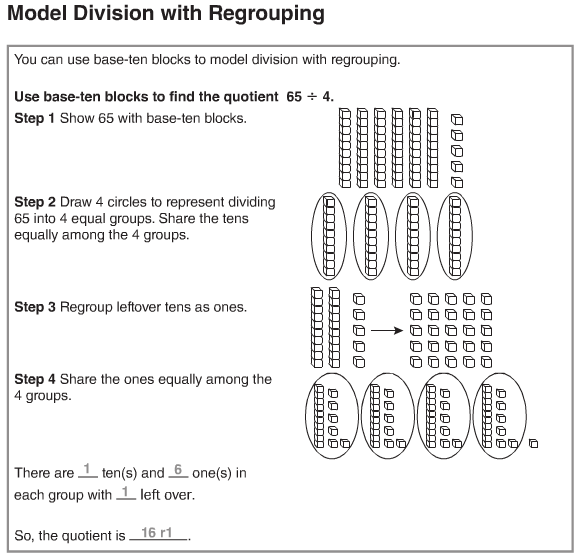 Model Division with Regrouping
You can use base-ten blocks to model division with regrouping.
Use base-ten blocks to find the quotient 65 ÷ 4.
Step 1 Show 65 with base-ten blocks.
Step 2 Draw 4 circles to represent dividing
65 into 4 equal groups. Share the tens
equally among the 4 groups.
Step 3 Regroup leftover tens as ones.
Step 4 Share the ones equally among the
4 groups.
There are 1 ten(s) and 6 one(s) in
each group with 1 left over.
So, the quotient is 16 r1.